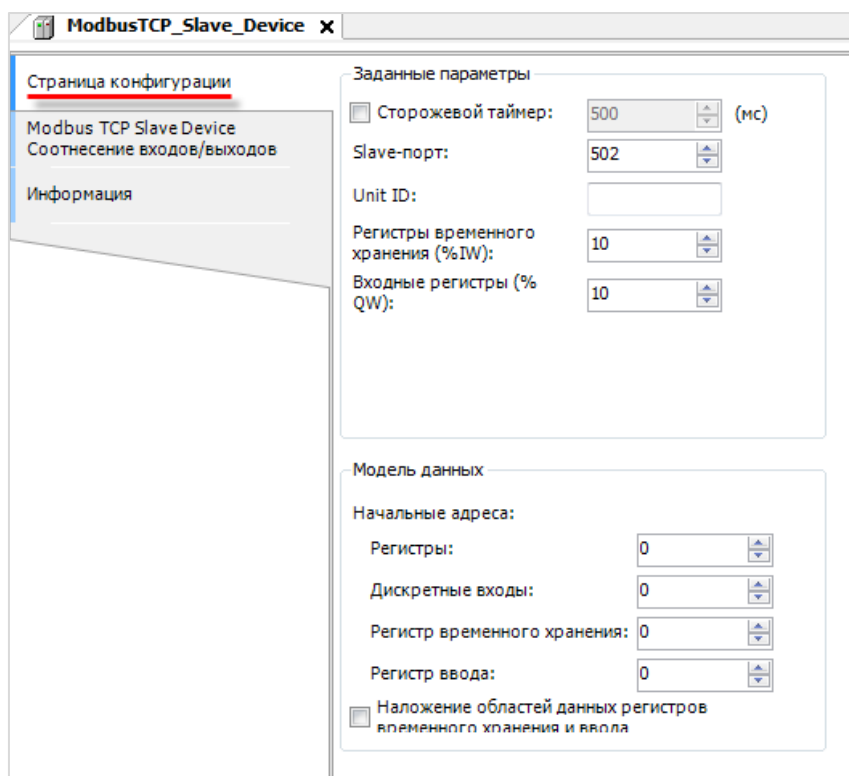 ModbusTCP_Slave_Device
Страница конфигурации
Modbus TCP Slave Device
Соотнесение входов/выходов
Информация
Заданные параметры
Сторожевой таймер: 500 (мс)
Slave-порт: 502
Unit ID:
Регистры временного
хранения (%IW): 10
Входные регистры (%
QW): 10
Модель данных
Начальные адреса:
Регистры: 0
Дискретные входы: 0
Регистр временного хранения: 0
Регистр ввода: 0
Наложение областей данных регистров
временного хранения и ввода